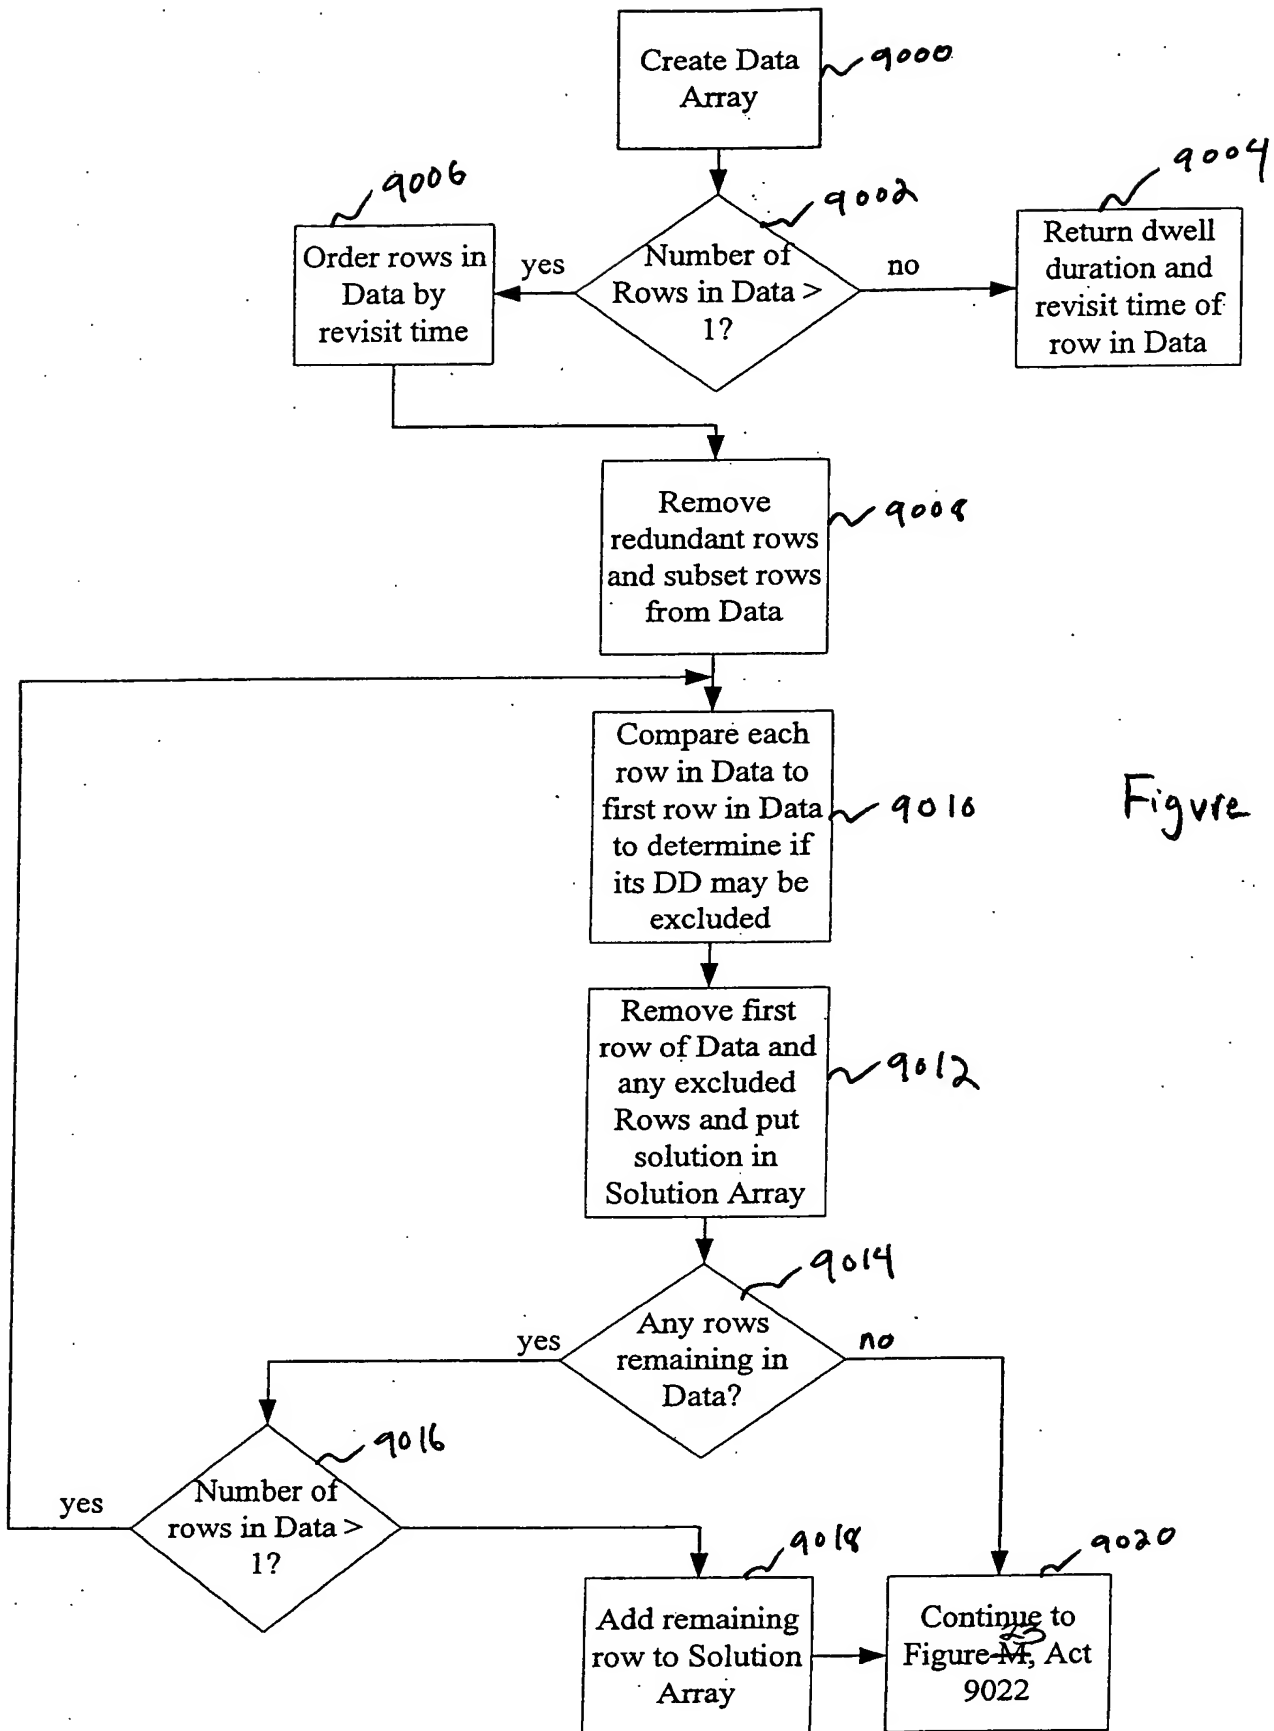 Create Data
Array
9000
9006
9002
9004
Order rows in
Data by
revisit time
yes
Number of
Rows in Data >
1?
no
Return dwell
duration and
revisit time of
row in Data
Remove
redundant rows
and subset rows
from Data
9008
Compare each
row in Data to
first row in Data
to determine if
its DD may be
excluded
9010
Figure
Remove first
row of Data and
any excluded
Rows and put
solution in
Solution Array
9012
9014
yes
Any rows
remaining in
Data?
no
9016
yes
Number of
rows in Data >
1?
9018
9020
Add remaining
row to Solution
Array
Continue to
23
Figure M, Act
9022